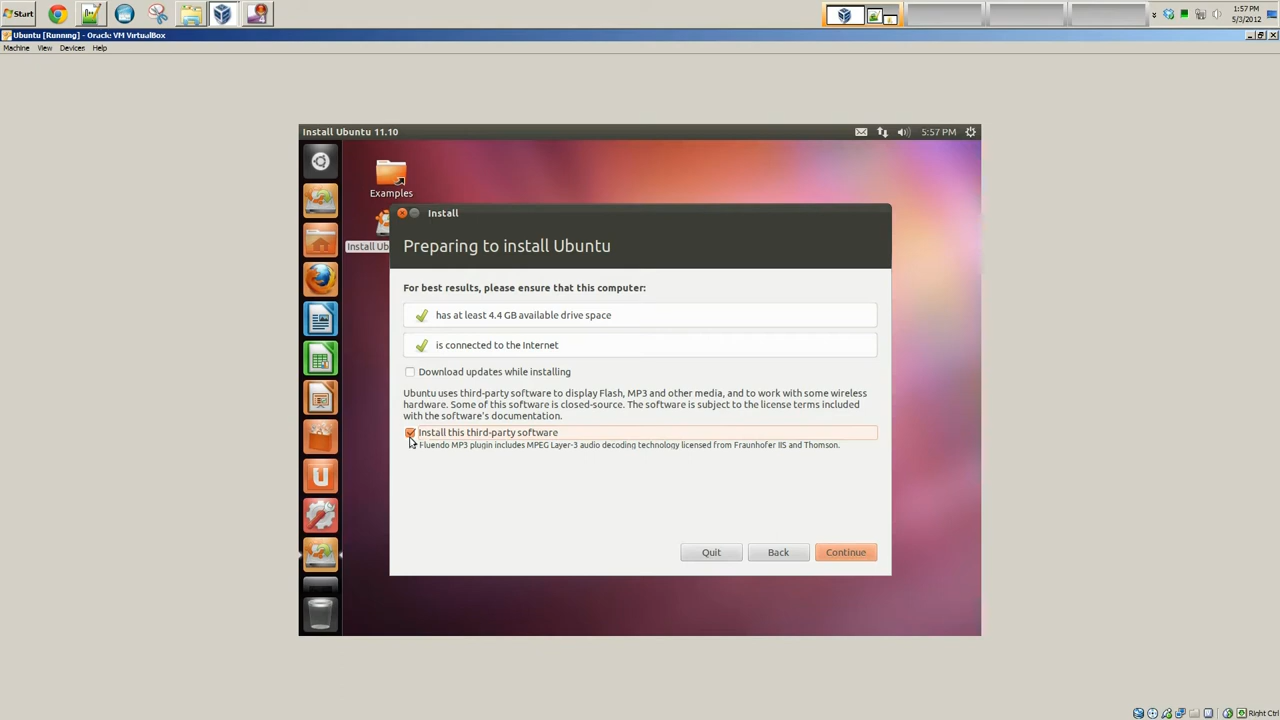 Start
1:57 PM
5/3/2012
Ubuntu [Running] - Oracle VM VirtualBox
Machine View Devices Help
Install Ubuntu 11.10
5:57 PM
Examples
Install Ub
Install
Preparing to install Ubuntu
For best results, please ensure that this computer:
has at least 4.4 GB available drive space
is connected to the Internet
Download updates while installing
Ubuntu uses third-party software to display Flash, MP3 and other media, and to work with some wireless
hardware. Some of this software is closed-source. The software is subject to the license terms included
with the software's documentation.
Install this third-party software
Fluendo MP3 plugin includes MPEG Layer-3 audio decoding technology licensed from Fraunhofer IIS and Thomson.
Quit Back Continue
Right Ctrl